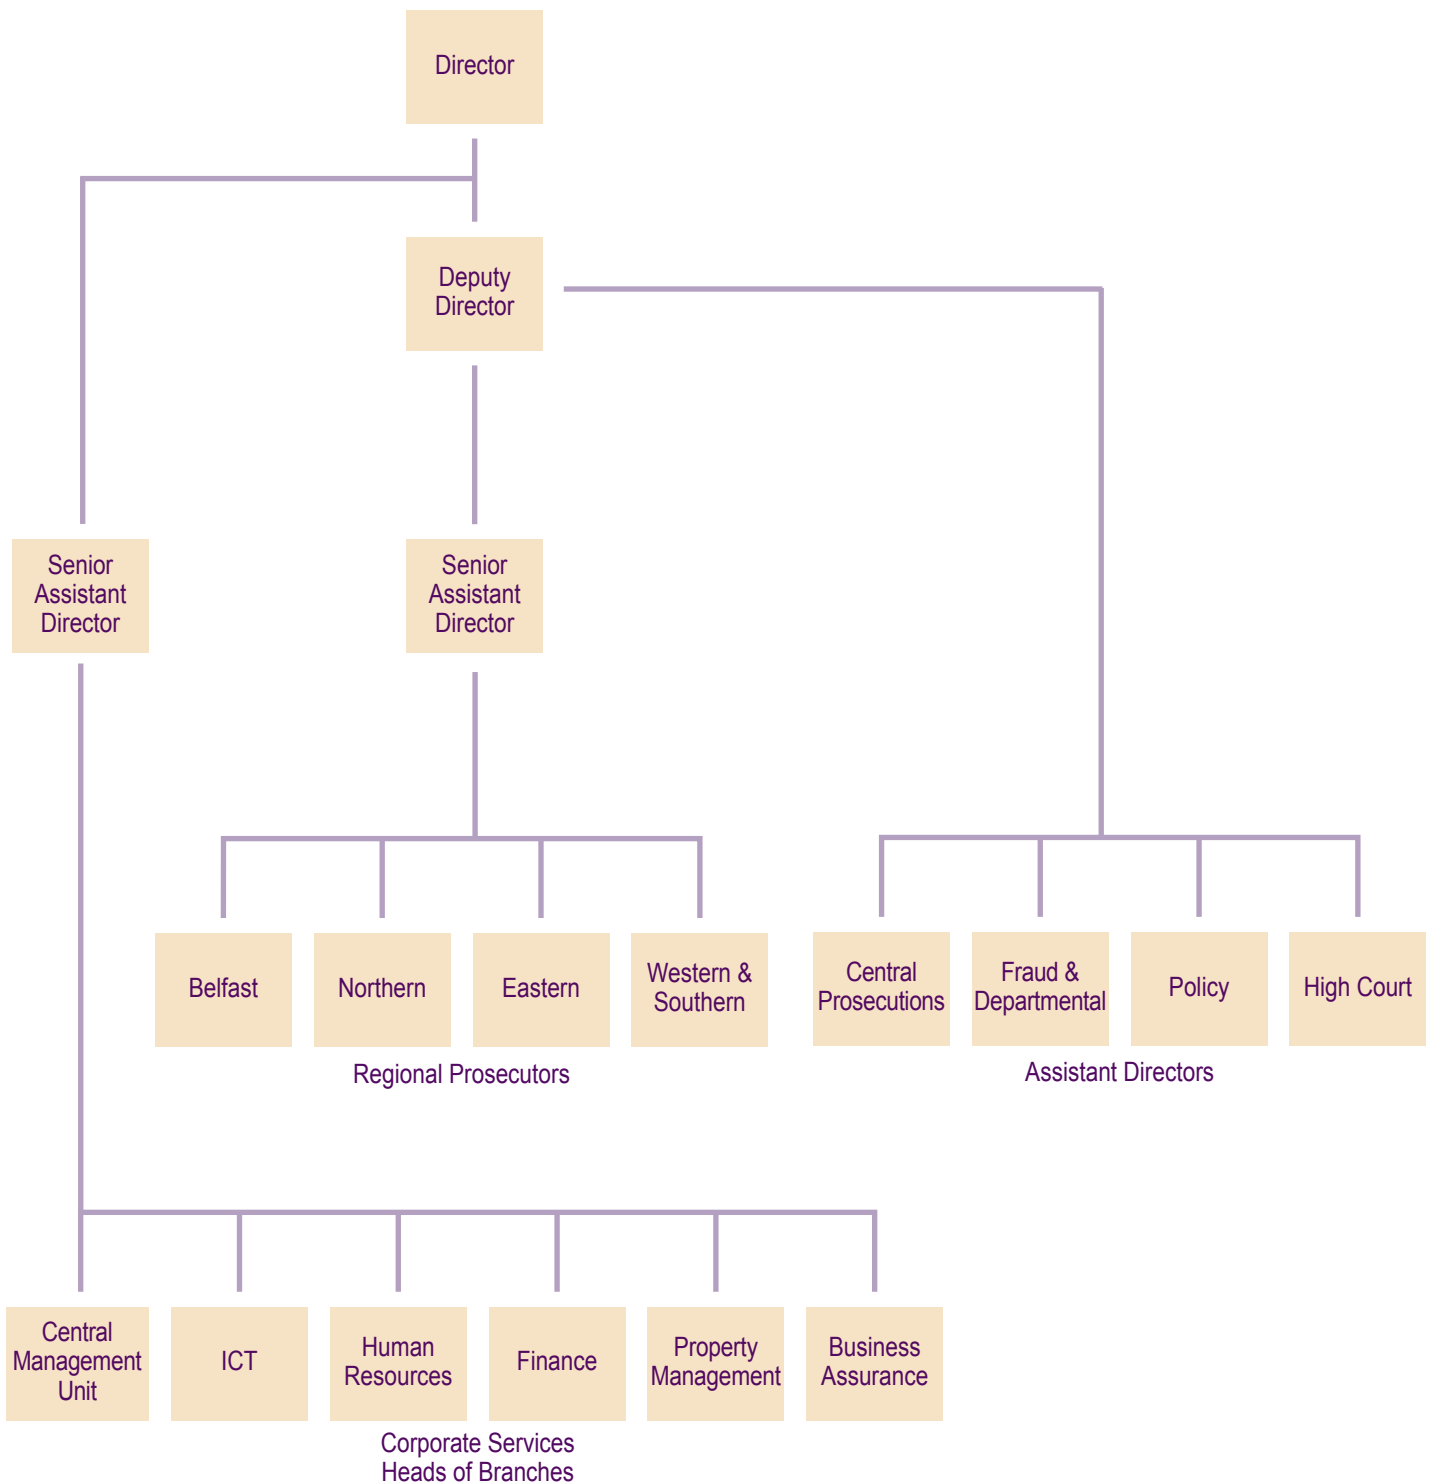 Director
Deputy
Director
Senior
Assistant
Director
Senior
Assistant
Director
Belfast
Northern
Eastern
Western &
Southern
Regional Prosecutors
Central
Prosecutions
Fraud &
Departmental
Policy
High Court
Assistant Directors
Central
Management
Unit
ICT
Human
Resources
Finance
Property
Management
Business
Assurance
Corporate Services
Heads of Branches